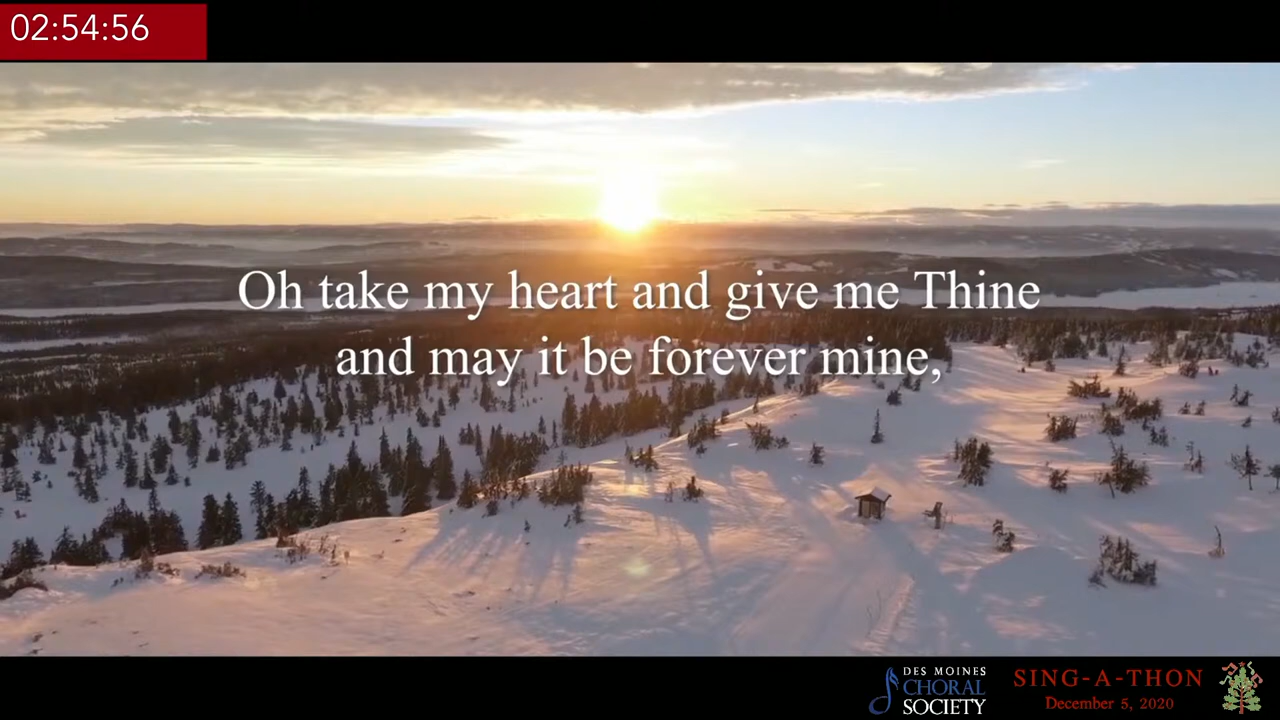 02:54:56
Oh take my heart and give me Thine
and may it be forever mine,
DES MOINES
CHORAL
SOCIETY
SING-A-THON
December 5, 2020